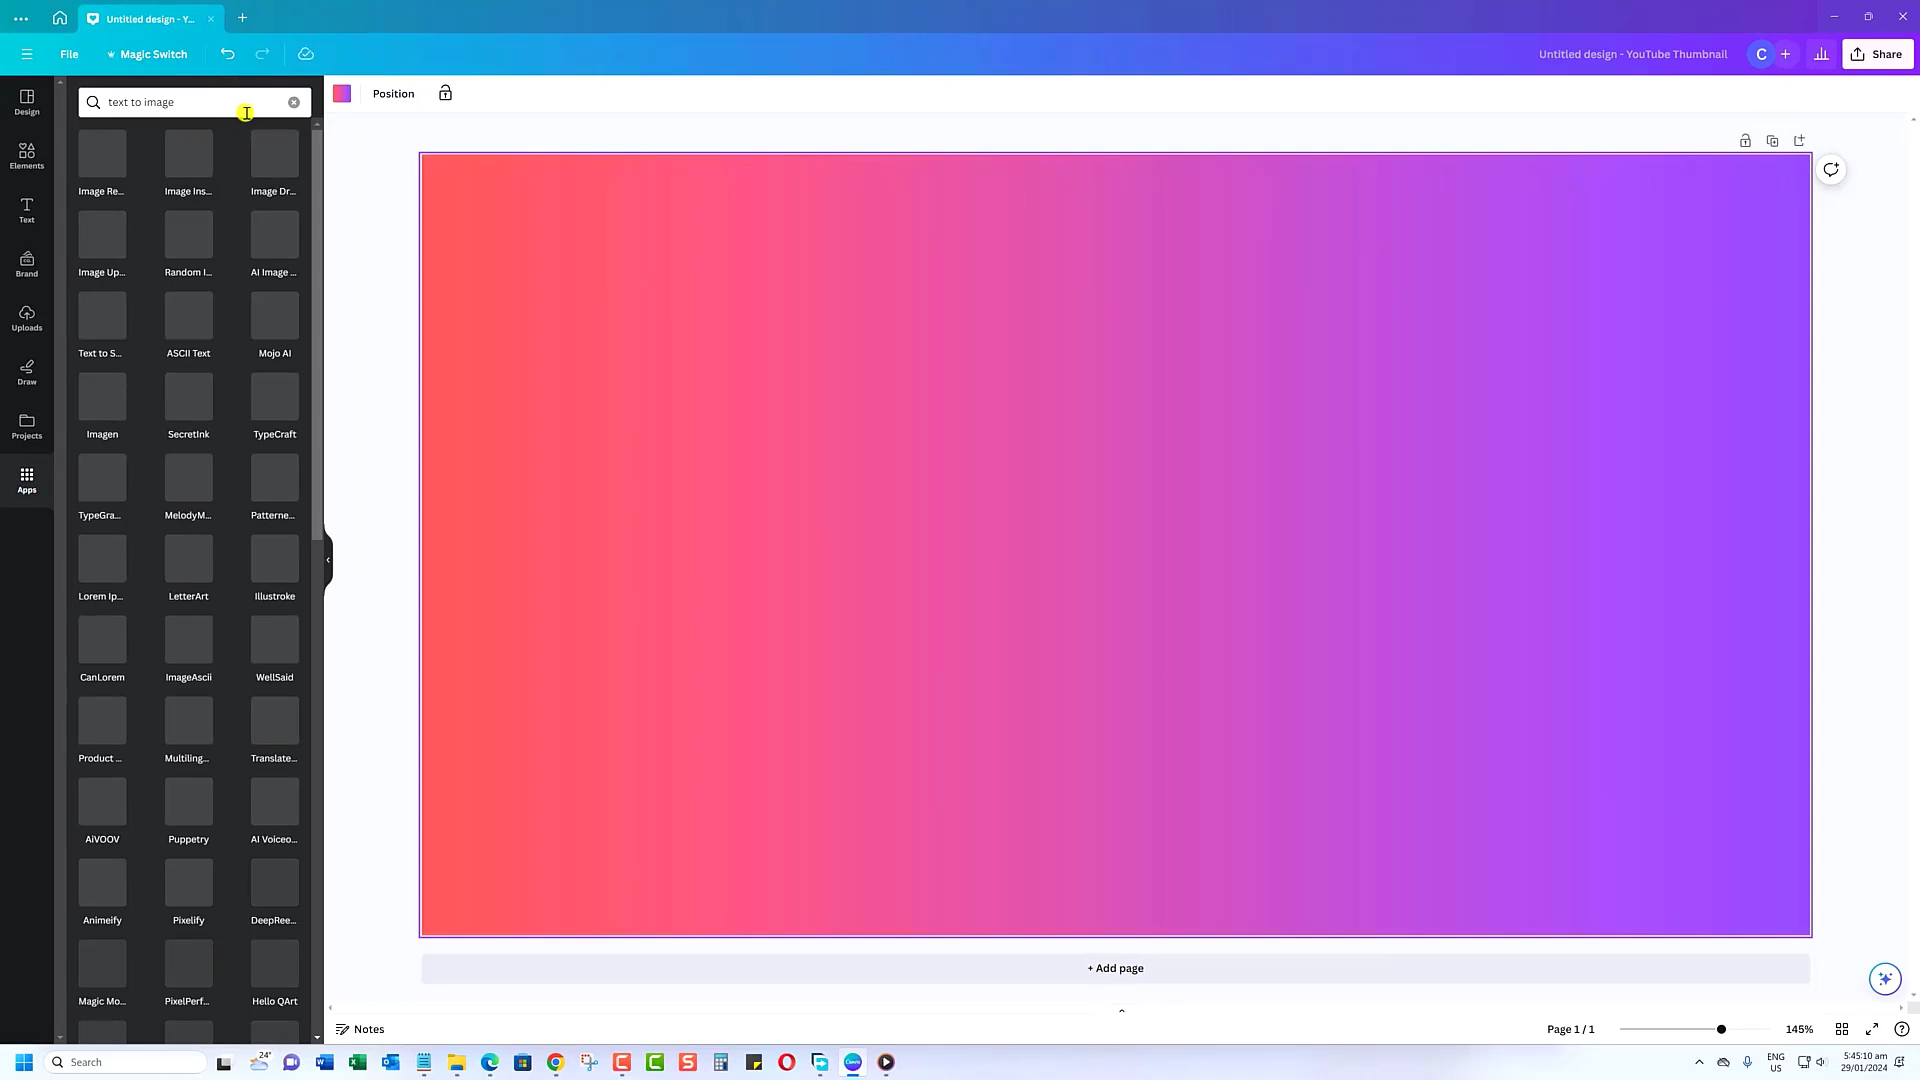 Untitled design - Y...
File
Magic Switch
Untitled design - YouTube Thumbnail
C
Share
Design
Elements
Text
Brand
Uploads
Draw
Projects
Apps
text to image
Image Re... Image Ins... Image Dr...
Image Up... Random I... AI Image ...
Text to S... ASCII Text Mojo AI
Imagen SecretInk TypeCraft
TypeGra... MelodyM... Patterne...
Lorem Ip... LetterArt Illustroke
CanLorem ImageAscii WellSaid
Product ... Multiling... Translate...
AiVOOV Puppetry AI Voiceo...
Animeify Pixelify DeepRee...
Magic Mo... PixelPerf... Hello QArt
Position
+ Add page
Notes
Page 1 / 1
145%
Search
24°
ENG
US
5:45:10 am
29/01/2024